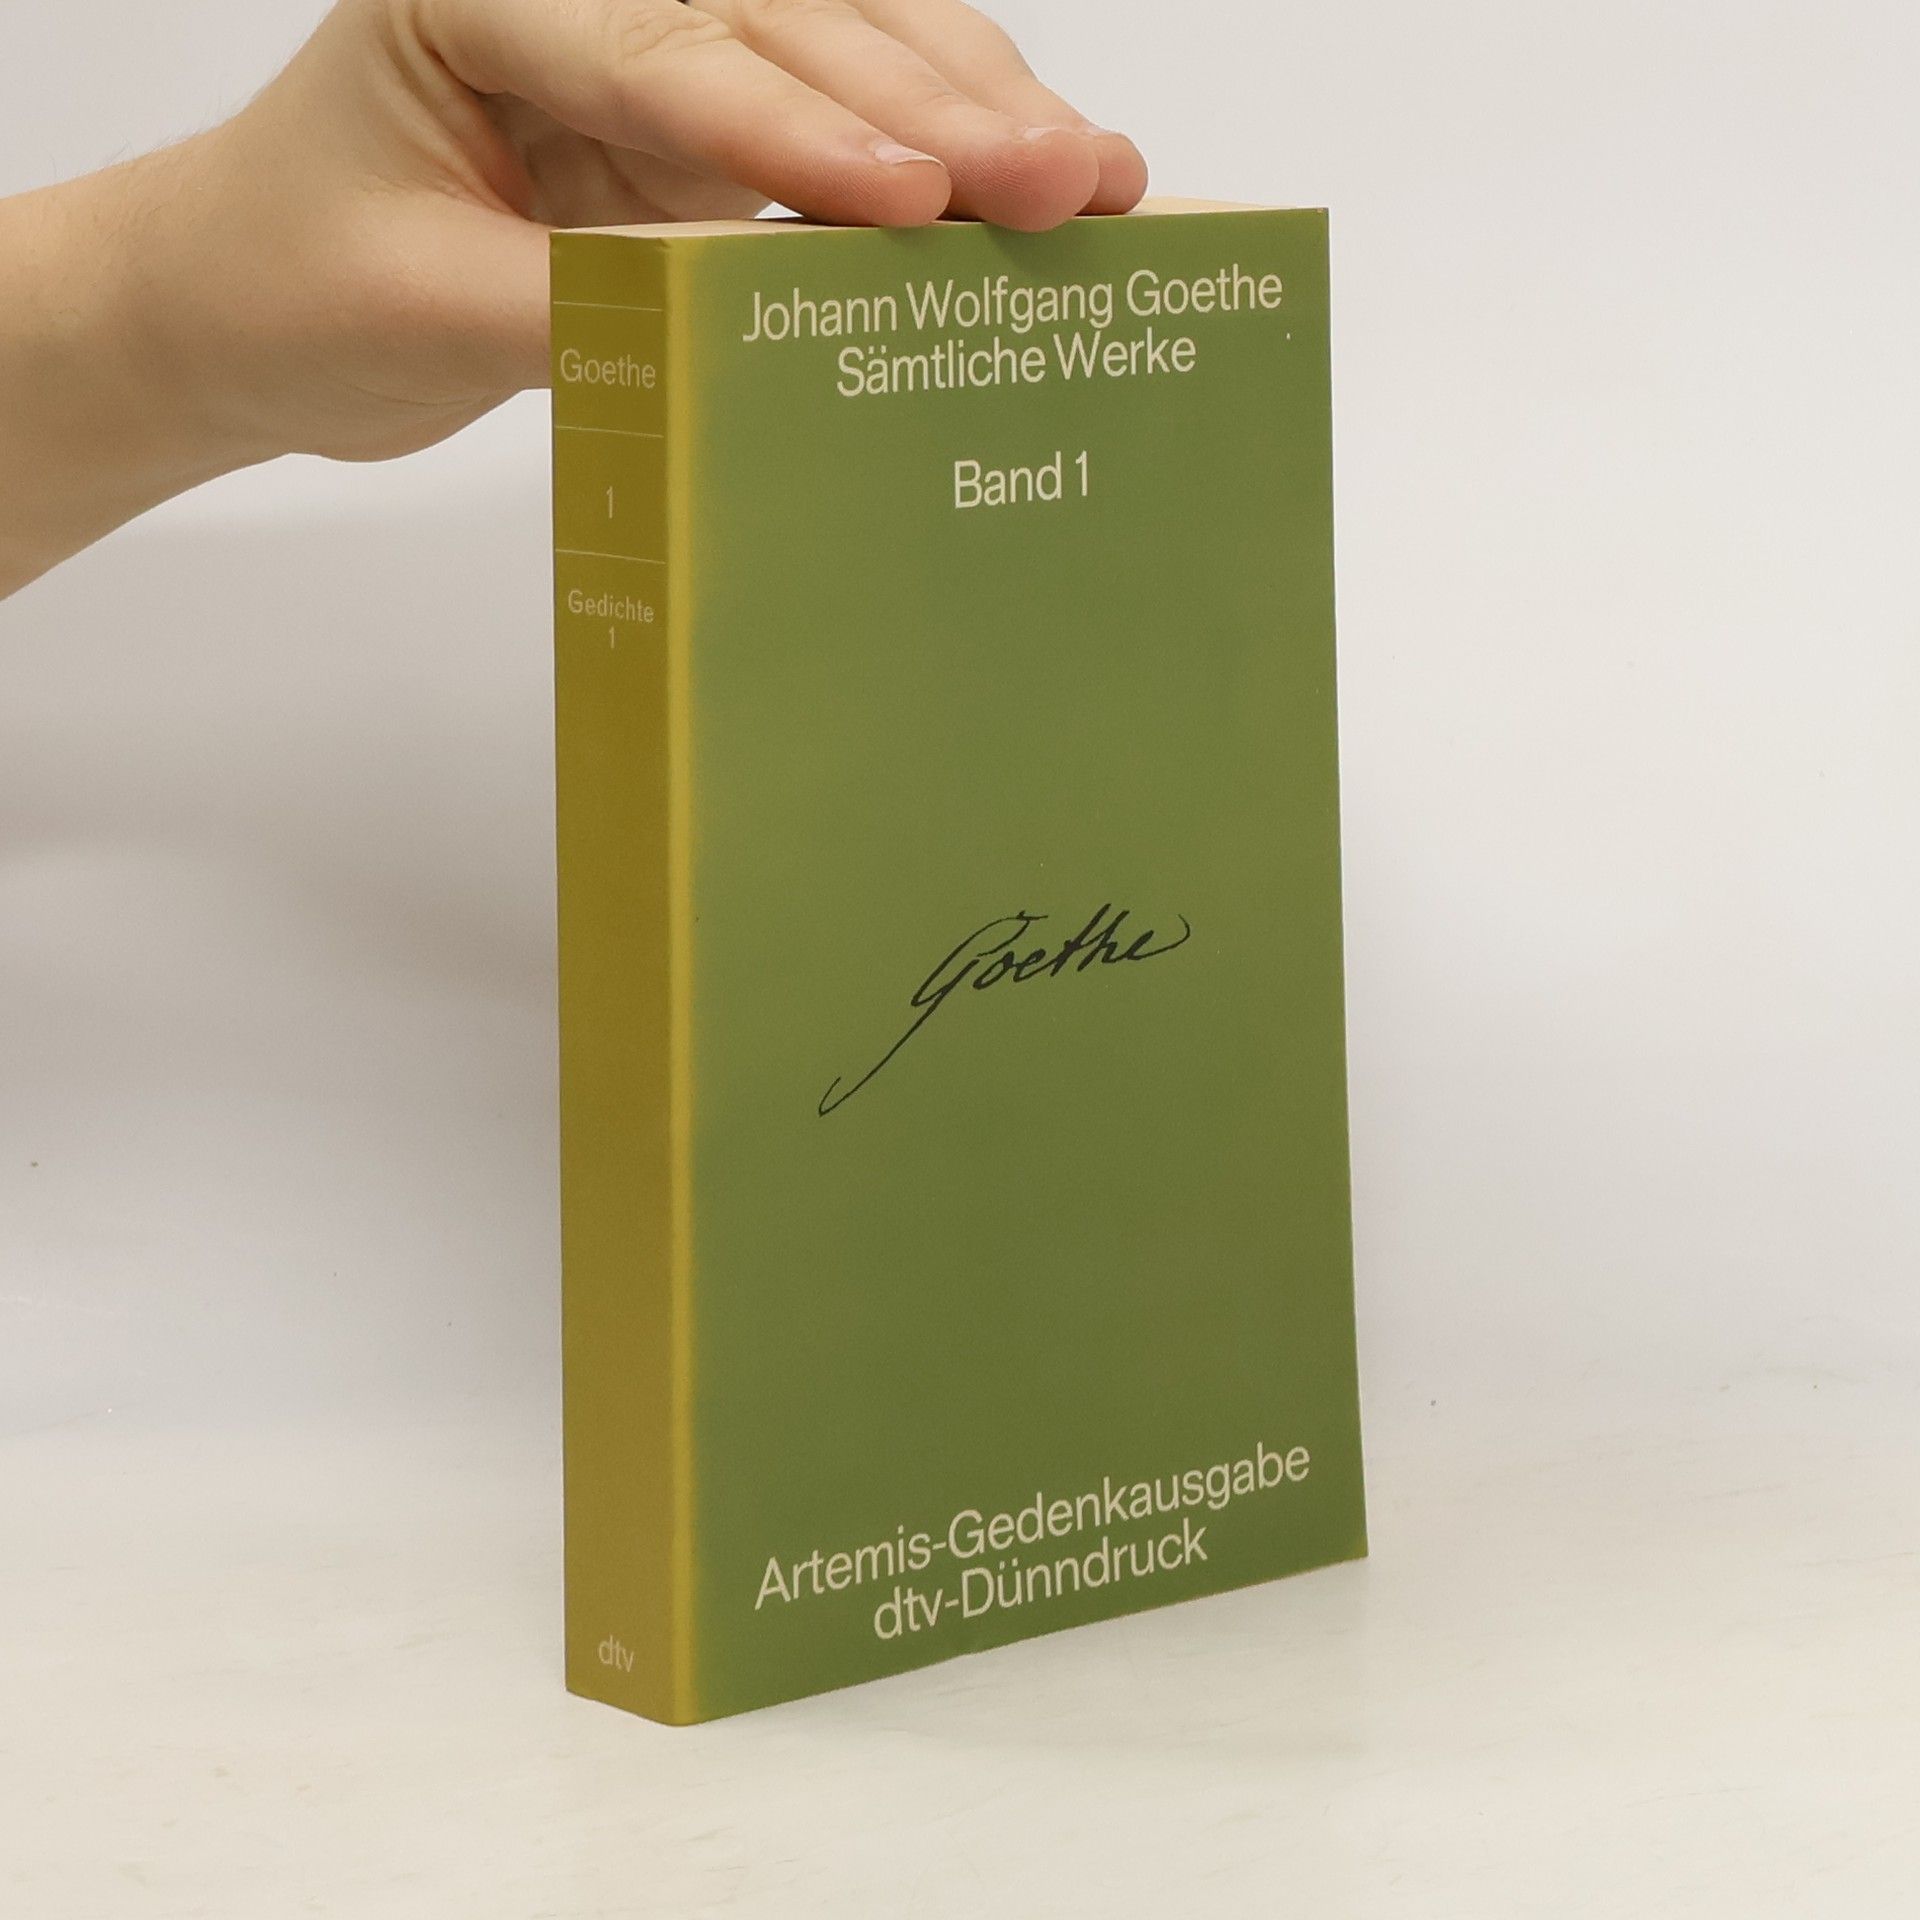 Goethe
1
Gedichte
1
dtv
Johann Wolfgang Goethe
Sämtliche Werke
Band 1
Goethe
Artemis-Gedenkausgabe
dtv-Dünndruck